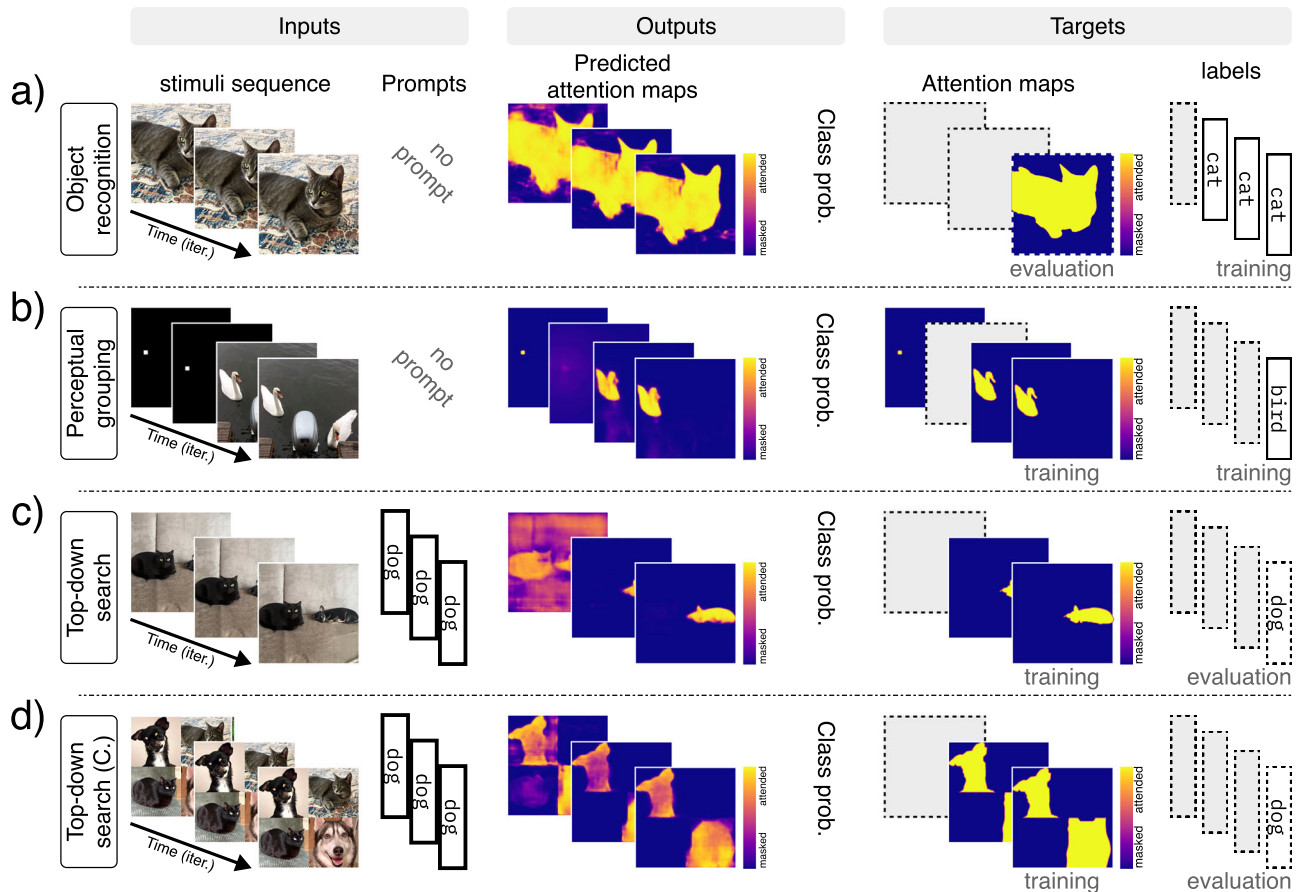 Inputs
Outputs
Targets
stimuli sequence
Prompts
Predicted
attention maps
Attention maps
labels
a)
Object
recognition
Time (iter.)
no
prompt
masked
attended
Class prob.
evaluation
masked
attended
cat
cat
cat
training
b)
Perceptual
grouping
Time (iter.)
no
prompt
masked
attended
Class prob.
training
masked
attended
bird
training
c)
Top-down
search
Time (iter.)
dog
dog
dog
masked
attended
Class prob.
training
masked
attended
dog
evaluation
d)
Top-down
search (C.)
Time (iter.)
dog
dog
dog
masked
attended
Class prob.
training
masked
attended
dog
evaluation